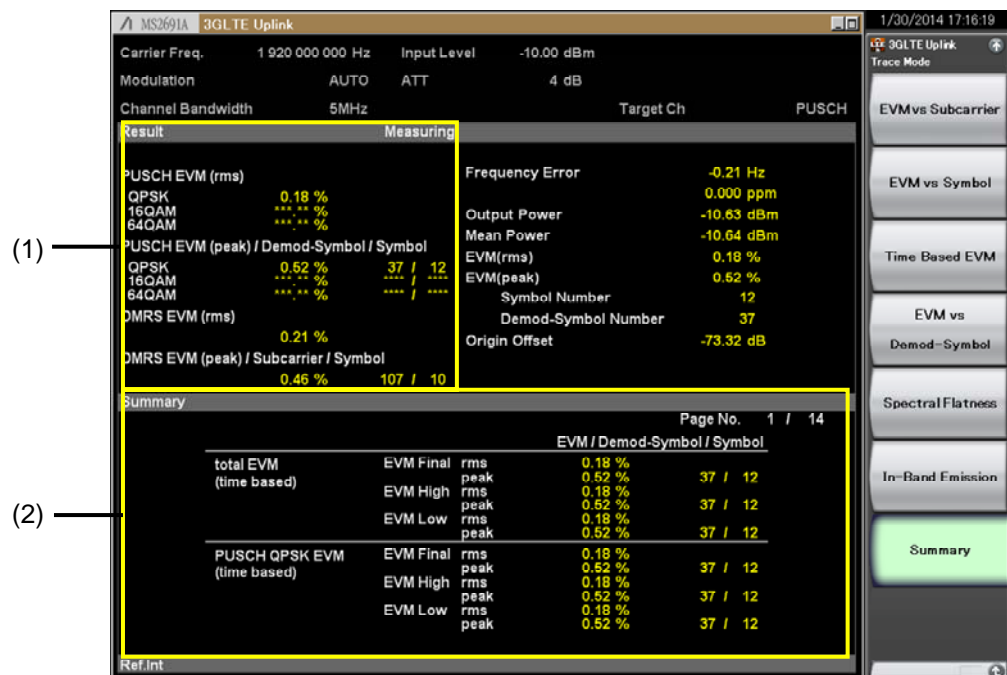 MS2691A 3GLTE Uplink
1/30/2014 17:16:19
Carrier Freq. 1 920 000 000 Hz Input Level -10.00 dBm
Modulation AUTO ATT 4 dB
Channel Bandwidth 5MHz Target Ch PUSCH
Result Measuring
PUSCH EVM (rms)
QPSK 0.18 %
16QAM ***.** %
64QAM ***.** %
PUSCH EVM (peak) / Demod-Symbol / Symbol
QPSK 0.52 % 37 / 12
16QAM ***.** % **** / ****
64QAM ***.** % **** / ****
DMRS EVM (rms)
0.21 %
DMRS EVM (peak) / Subcarrier / Symbol
0.46 % 107 / 10
Frequency Error -0.21 Hz
0.000 ppm
Output Power -10.63 dBm
Mean Power -10.64 dBm
EVM(rms) 0.18 %
EVM(peak) 0.52 %
Symbol Number 12
Demod-Symbol Number 37
Origin Offset -73.32 dB
(1)
Summary
Page No. 1 / 14
EVM / Demod-Symbol / Symbol
total EVM EVM Final rms 0.18 %
(time based) peak 0.52 % 37 / 12
EVM High rms 0.18 %
peak 0.52 % 37 / 12
EVM Low rms 0.18 %
peak 0.52 % 37 / 12
PUSCH QPSK EVM EVM Final rms 0.18 %
(time based) peak 0.52 % 37 / 12
EVM High rms 0.18 %
peak 0.52 % 37 / 12
EVM Low rms 0.18 %
peak 0.52 % 37 / 12
(2)
Ref.Int
3GLTE Uplink
Trace Mode
EVM vs Subcarrier
EVM vs Symbol
Time Based EVM
EVM vs
Demod-Symbol
Spectral Flatness
In-Band Emission
Summary